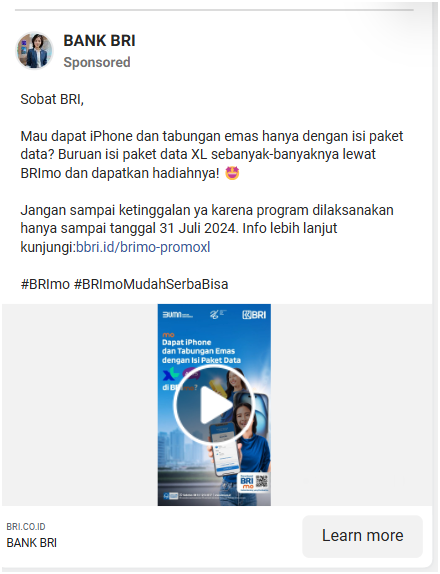 BANK BRI
Sponsored
Sobat BRI,
Mau dapat iPhone dan tabungan emas hanya dengan isi paket
data? Buruan isi paket data XL sebanyak-banyaknya lewat
BRImo dan dapatkan hadiahnya! 🤩
Jangan sampai ketinggalan ya karena program dilaksanakan
hanya sampai tanggal 31 Juli 2024. Info lebih lanjut
kunjungi:bbri.id/brimo-promoxl
#BRImo #BRImoMudahSerbaBisa
BUMN
BRI
mo
Dapat iPhone
dan Tabungan Emas
dengan Isi Paket Data
XL
di BRImo?
BRI
mo
BRI.CO.ID
BANK BRI
Learn more